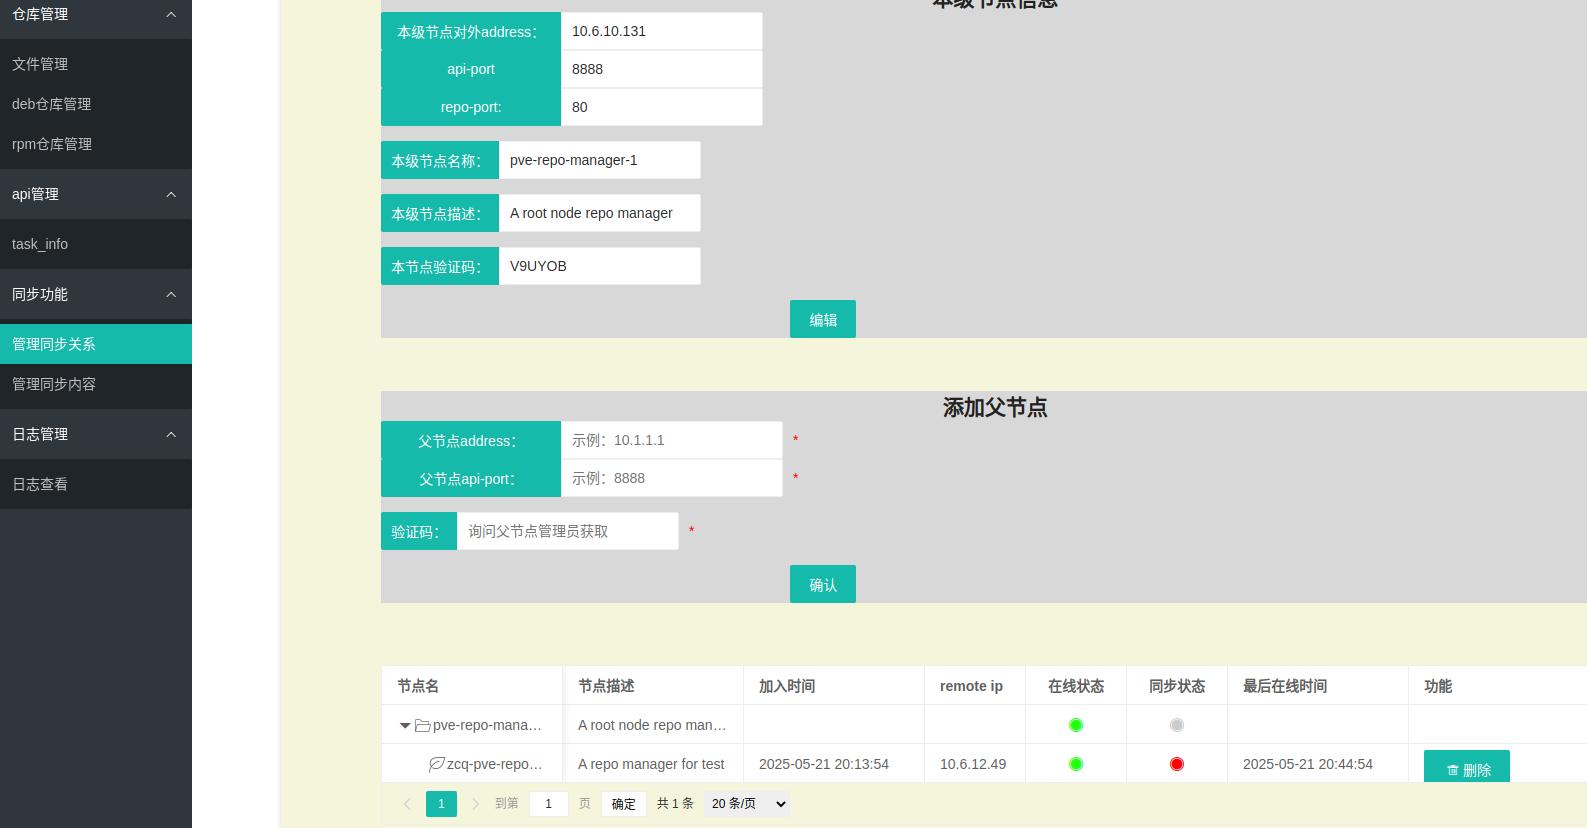 仓库管理
文件管理
deb仓库管理
rpm仓库管理
api管理
task_info
同步功能
管理同步关系
管理同步内容
日志管理
日志查看
本级节点信息
本级节点对外address： 10.6.10.131
api-port 8888
repo-port: 80
本级节点名称： pve-repo-manager-1
本级节点描述： A root node repo manager
本节点验证码： V9UYOB
编辑
添加父节点
父节点address： 示例：10.1.1.1 *
父节点api-port： 示例：8888 *
验证码： 询问父节点管理员获取 *
确认
节点名 节点描述 加入时间 remote ip 在线状态 同步状态 最后在线时间 功能
pve-repo-mana… A root node repo man…
zcq-pve-repo… A repo manager for test 2025-05-21 20:13:54 10.6.12.49 2025-05-21 20:44:54 删除
1 到第 1 页 确定 共 1 条 20 条/页